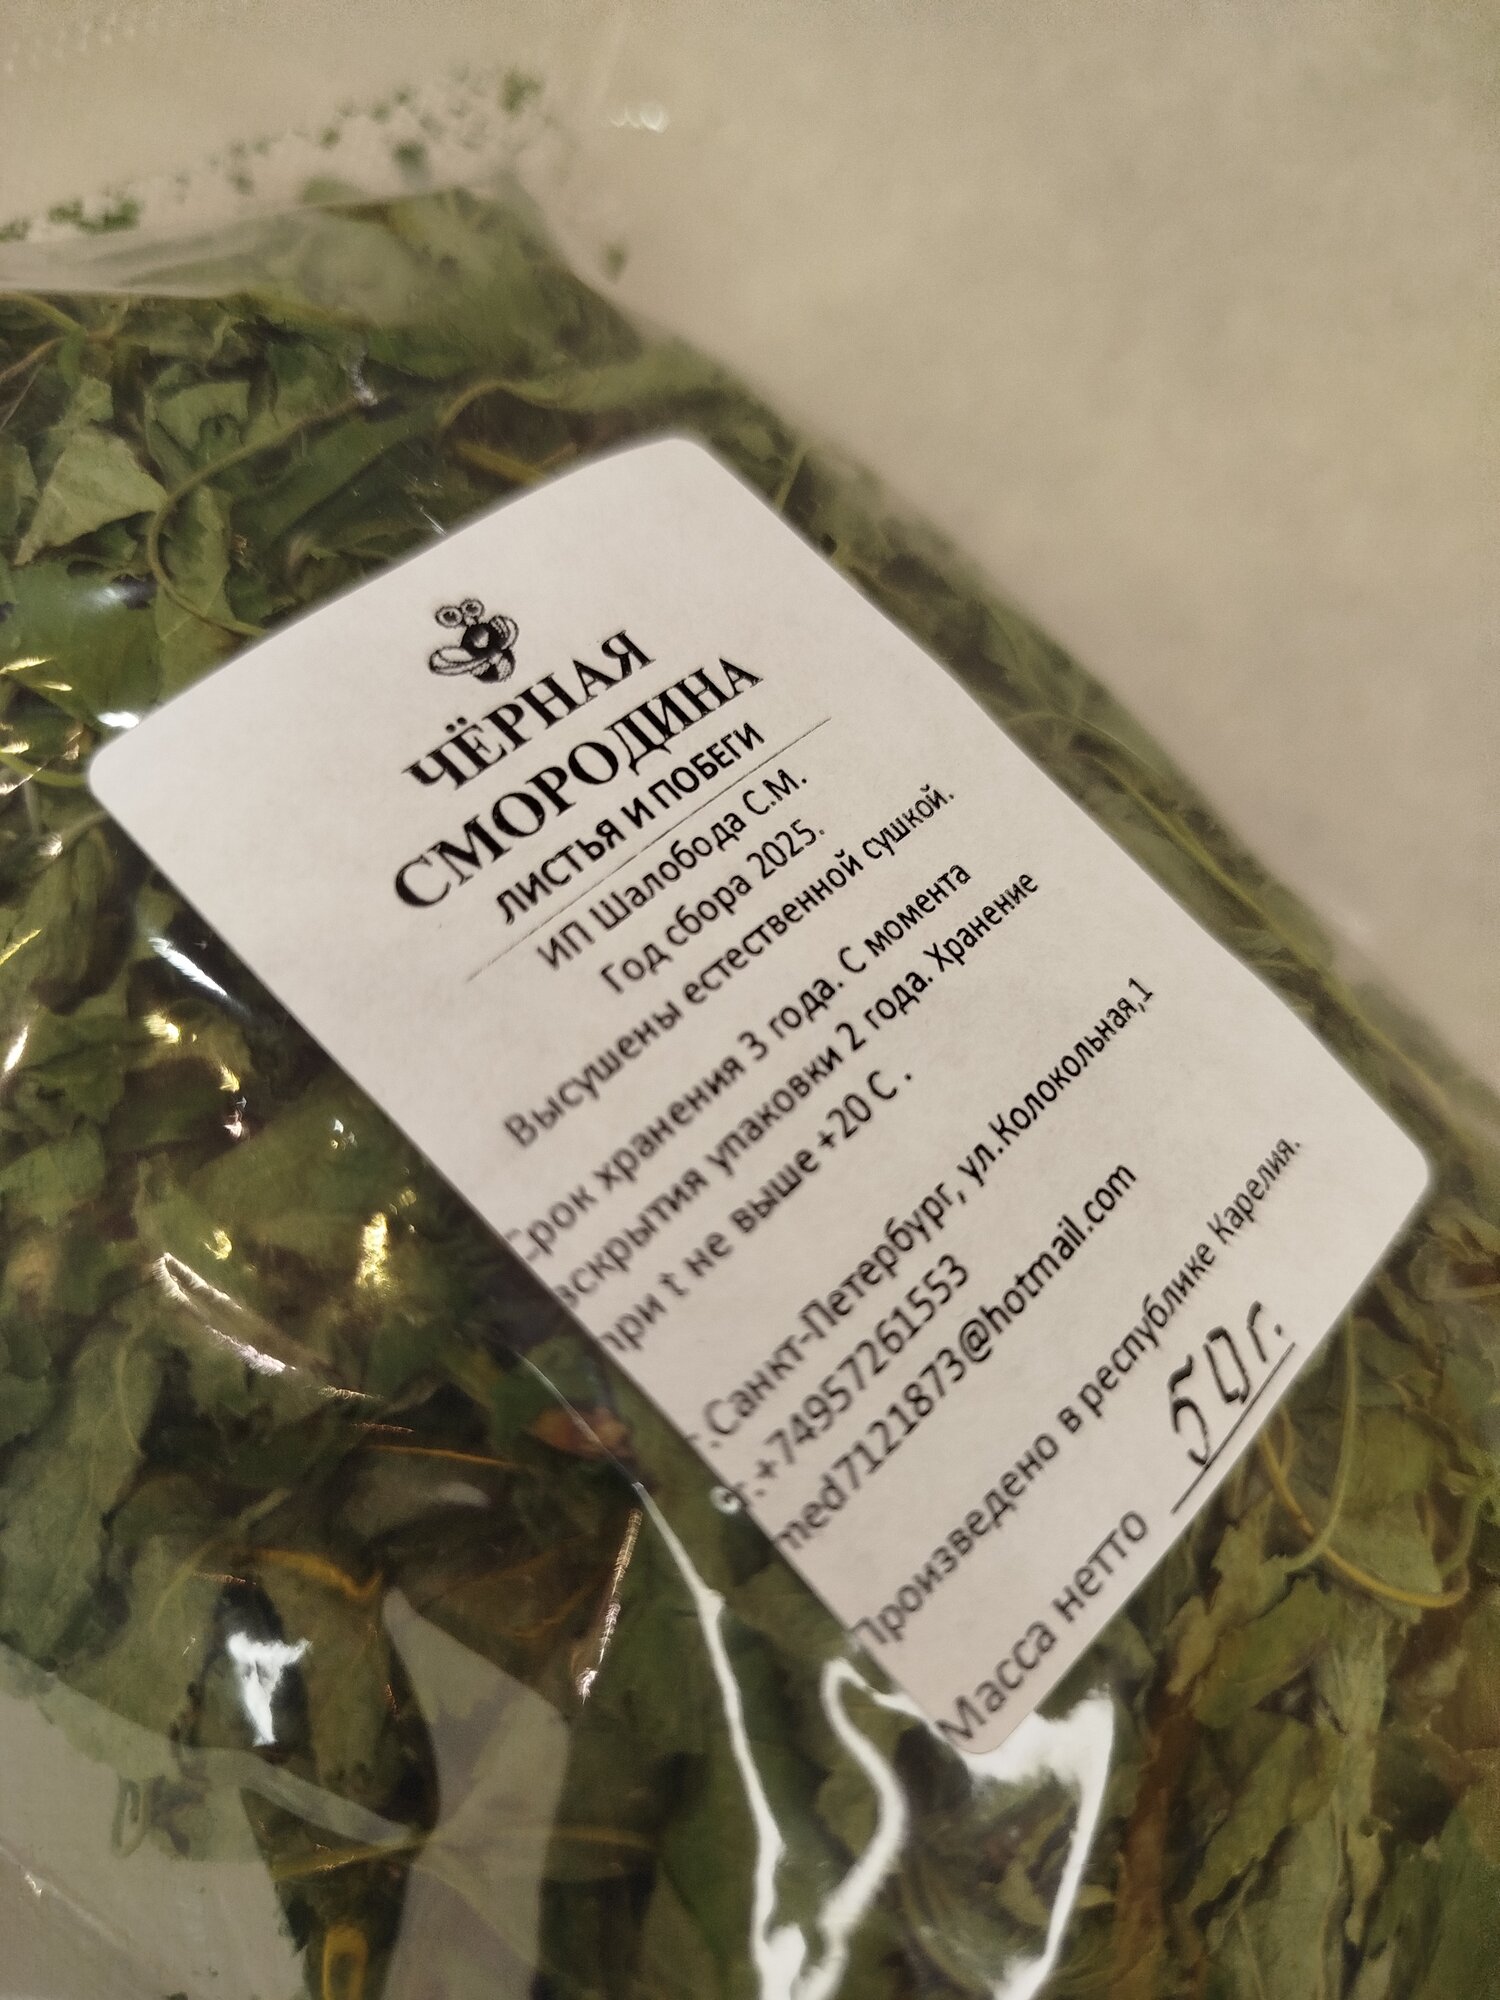 ЧЁРНАЯ
СМОРОДИНА
ЛИСТЬЯ И ПОБЕГИ
ИП Шалобода С.М.
Год сбора 2025.
Высушены естественной сушкой.
Срок хранения 3 года. С момента
вскрытия упаковки 2 года. Хранение
при t не выше +20 С .
г.Санкт-Петербург, ул.Колокольная,1
т.+74957261553
med7121873@hotmail.com
Произведено в республике Карелия.
Масса нетто 50 г.